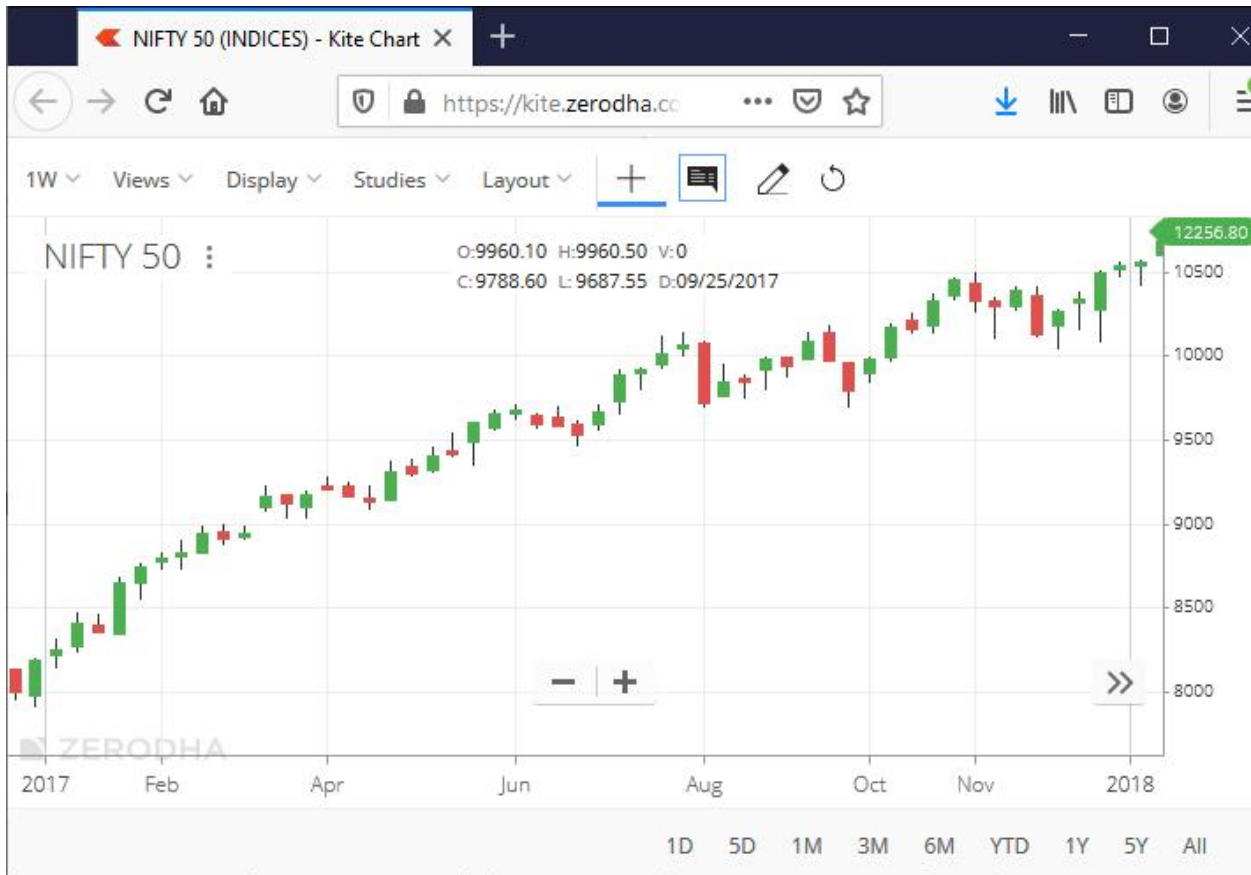 NIFTY 50 (INDICES) - Kite Chart
https://kite.zerodha.co
1W Views Display Studies Layout
NIFTY 50
O:9960.10 H:9960.50 V:0
C:9788.60 L:9687.55 D:09/25/2017
12256.80
10500
10000
9500
9000
8500
8000
ZERODHA
2017 Feb Apr Jun Aug Oct Nov 2018
1D 5D 1M 3M 6M YTD 1Y 5Y All